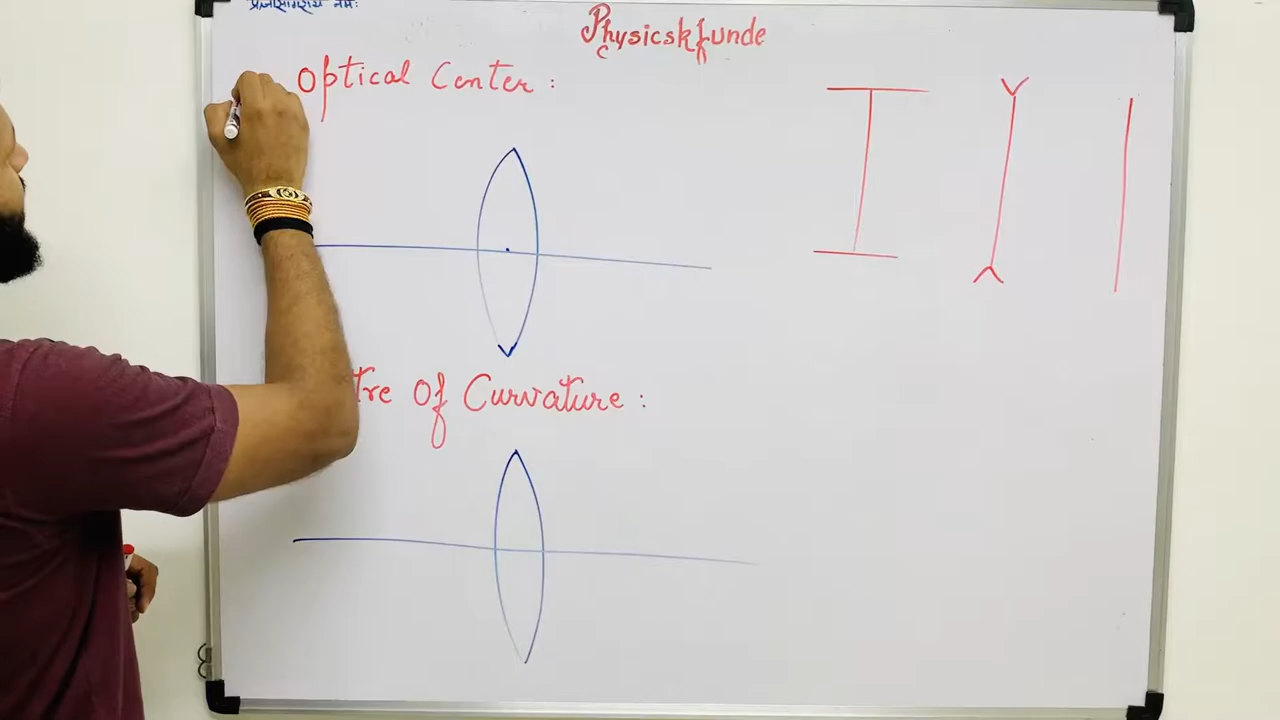 Physicskfunde
Optical Center :
tre Of Curvature :